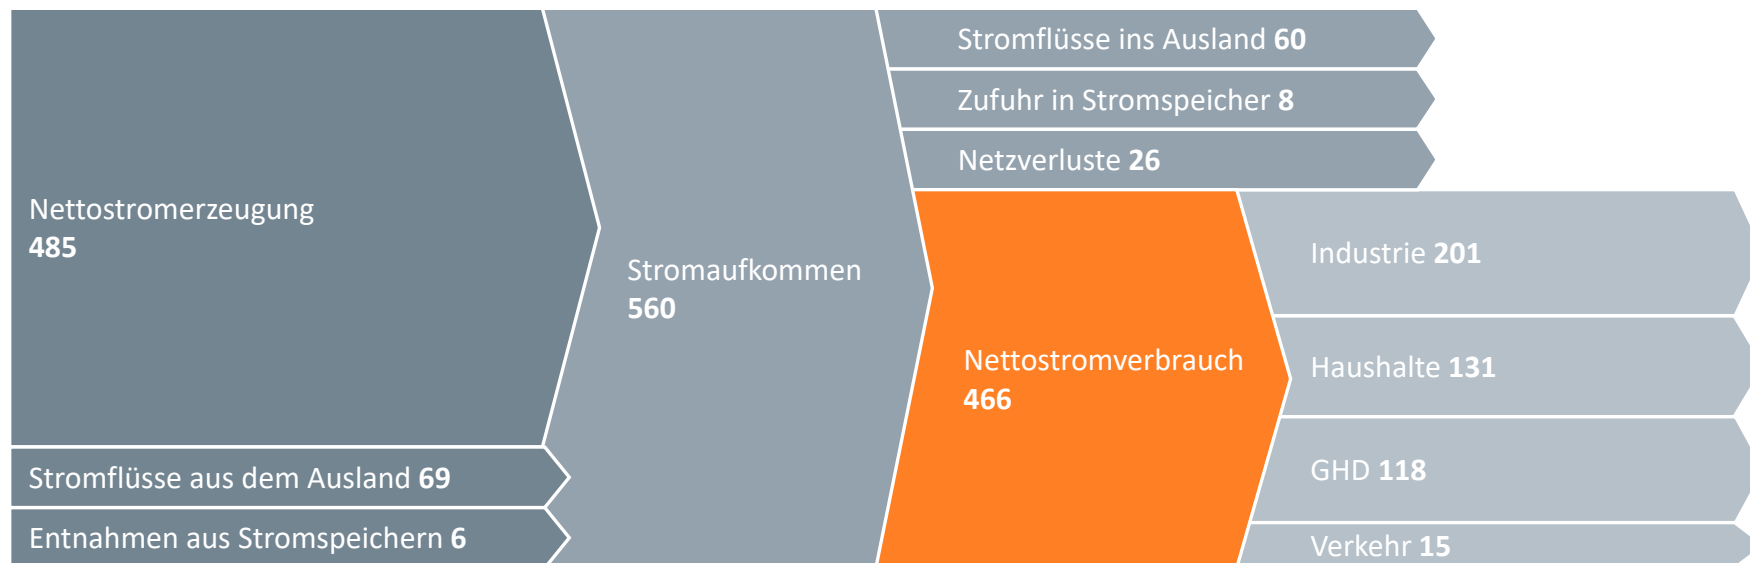 Nettostromerzeugung
485
Stromflüsse aus dem Ausland 69
Entnahmen aus Stromspeichern 6
Stromaufkommen
560
Stromflüsse ins Ausland 60
Zufuhr in Stromspeicher 8
Netzverluste 26
Nettostromverbrauch
466
Industrie 201
Haushalte 131
GHD 118
Verkehr 15